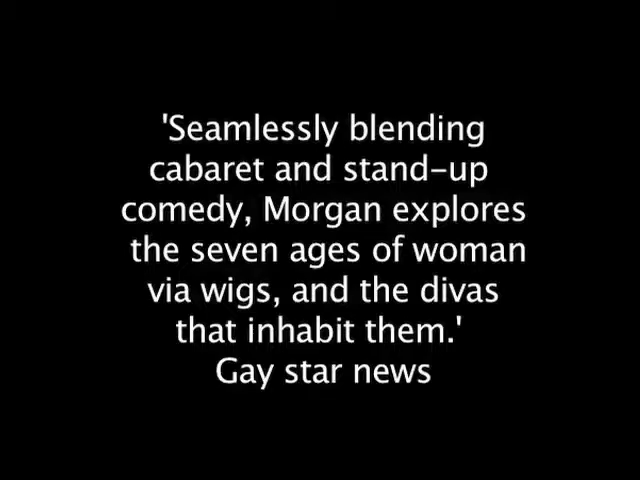 'Seamlessly blending
cabaret and stand-up
comedy, Morgan explores
the seven ages of woman
via wigs, and the divas
that inhabit them.'
Gay star news